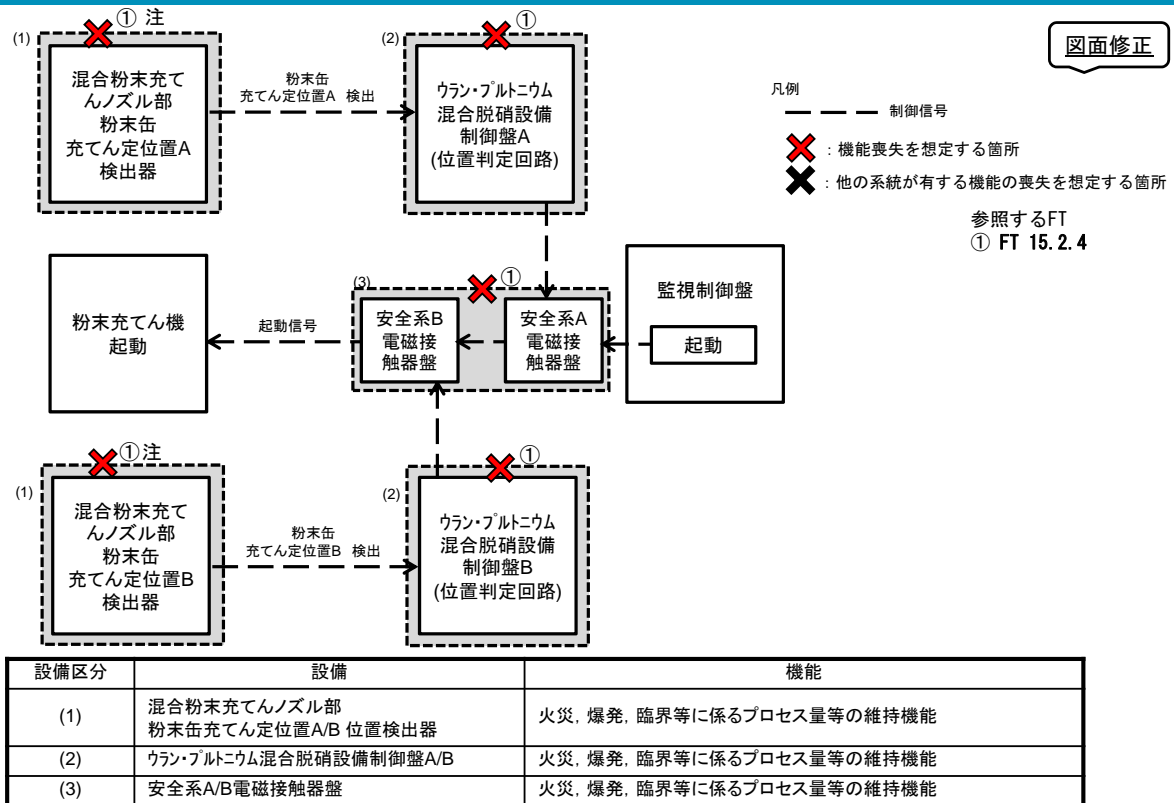 図面修正
(1)
① 注
混合粉末充て
んノズル部
粉末缶
充てん定位置A
検出器
粉末缶
充てん定位置A 検出
(2)
①
ウラン・プルトニウム
混合脱硝設備
制御盤A
(位置判定回路)
凡例
制御信号
：機能喪失を想定する箇所
：他の系統が有する機能の喪失を想定する箇所
参照するFT
① FT 15.2.4
粉末充てん機
起動
起動信号
(3)
①
安全系B
電磁接
触器盤
安全系A
電磁接
触器盤
監視制御盤
起動
(1)
①注
混合粉末充て
んノズル部
粉末缶
充てん定位置B
検出器
粉末缶
充てん定位置B 検出
(2)
①
ウラン・プルトニウム
混合脱硝設備
制御盤B
(位置判定回路)
設備区分 設備 機能
(1) 混合粉末充てんノズル部 火災，爆発，臨界等に係るプロセス量等の維持機能
粉末缶充てん定位置A/B 位置検出器
(2) ウラン・プルトニウム混合脱硝設備制御盤A/B 火災，爆発，臨界等に係るプロセス量等の維持機能
(3) 安全系A/B電磁接触器盤 火災，爆発，臨界等に係るプロセス量等の維持機能